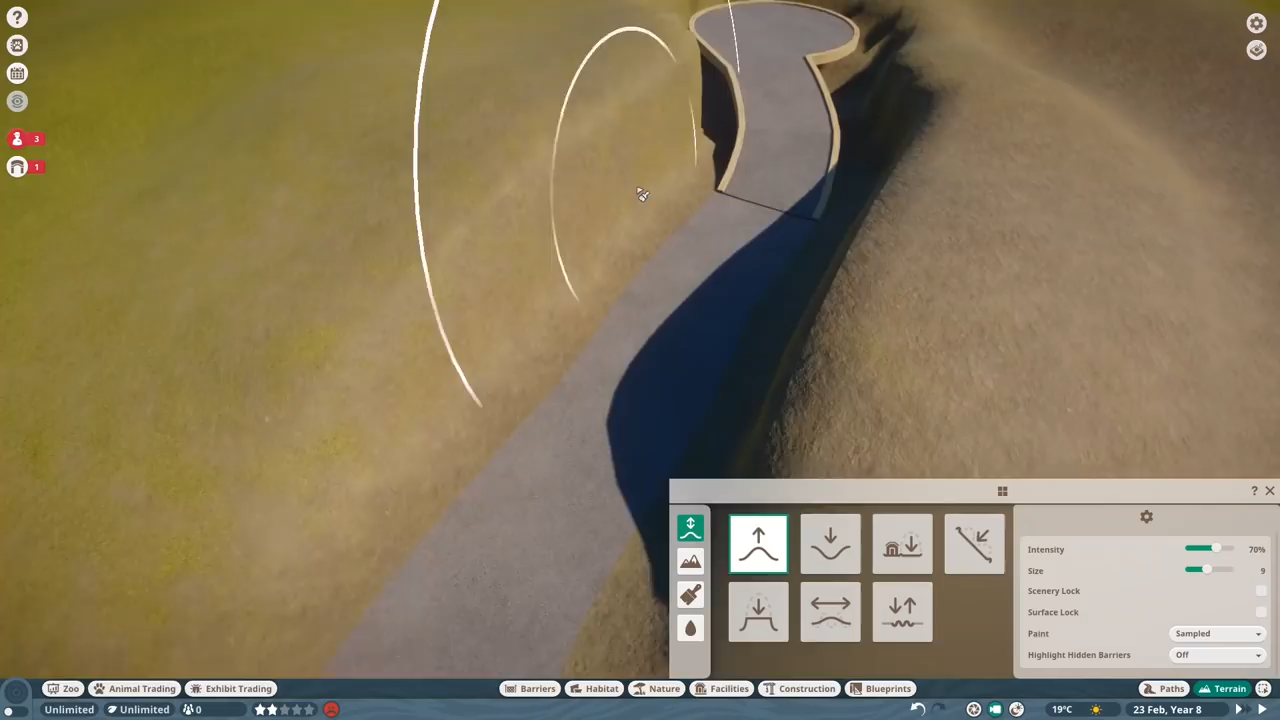 ?
3
1
?
Intensity 70%
Size 9
Scenery Lock
Surface Lock
Paint Sampled
Highlight Hidden Barriers Off
Zoo Animal Trading Exhibit Trading Barriers Habitat Nature Facilities Construction Blueprints Paths Terrain
Unlimited Unlimited 0 19°C 23 Feb, Year 8